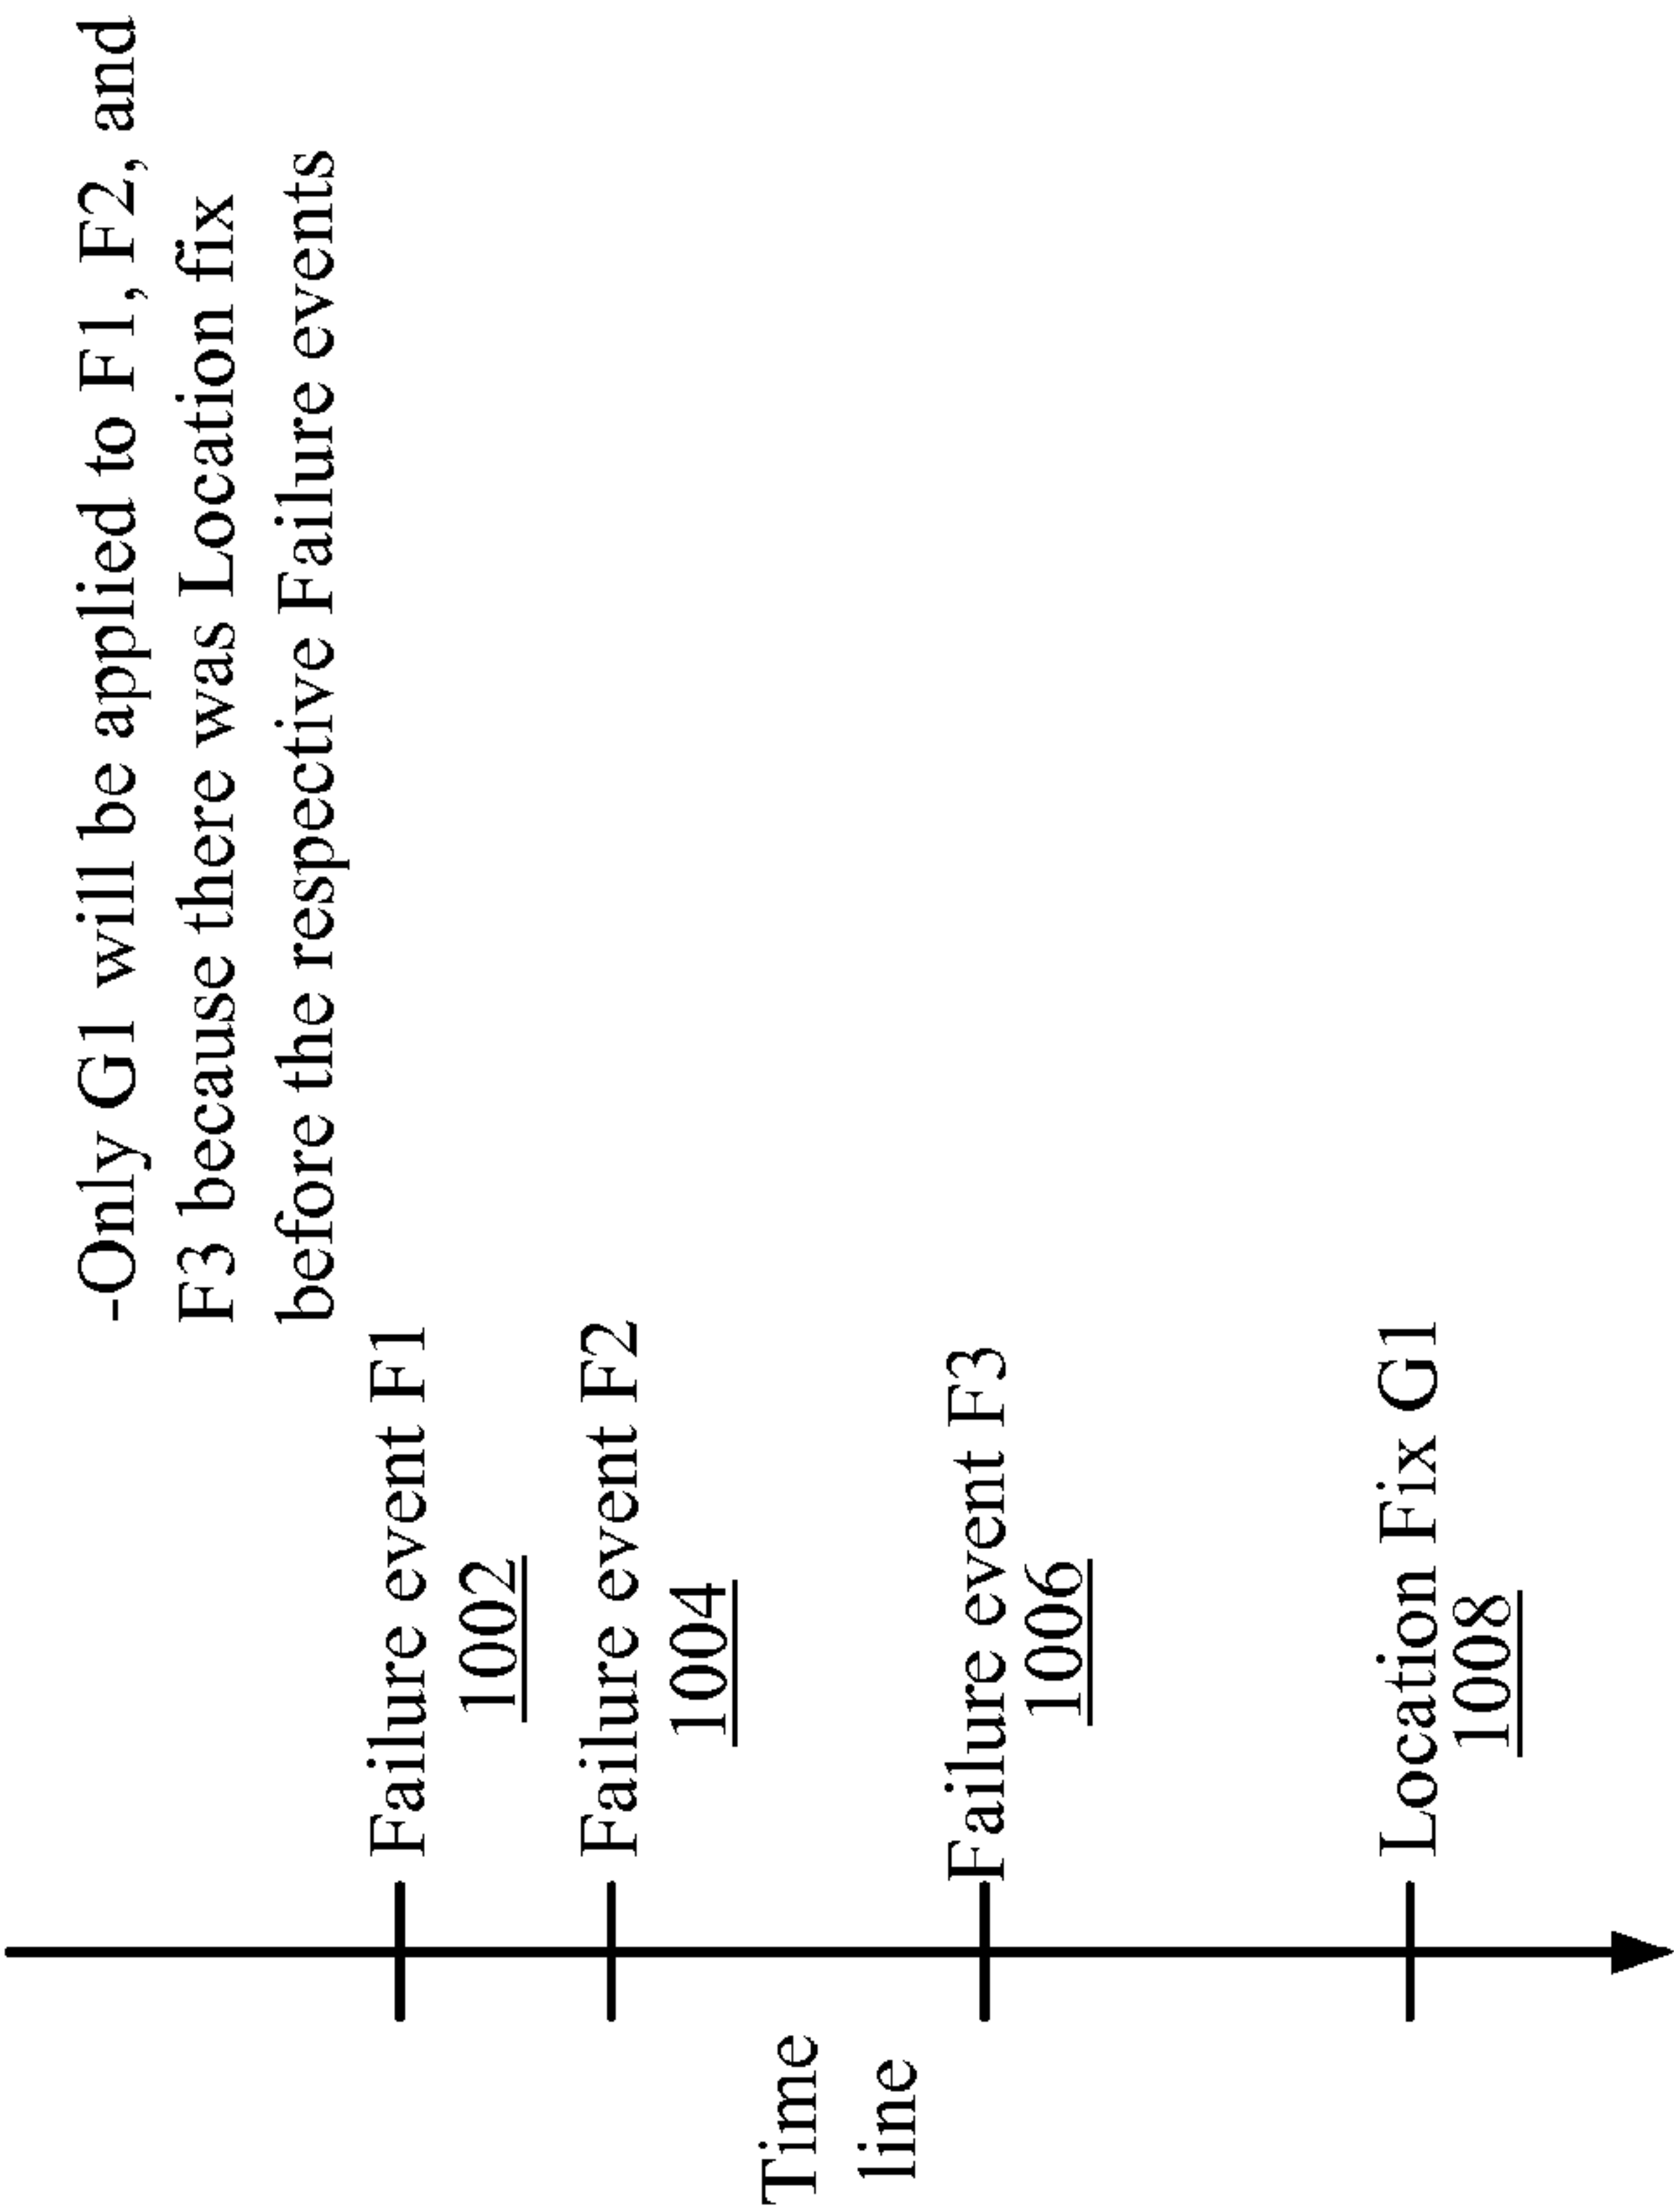 -Only G1 will be applied to F1, F2, and
F3 because there was Location fix
before the respective Failure events
Failure event F1
1002
Failure event F2
1004
Time
line
Failure event F3
1006
Location Fix G1
1008